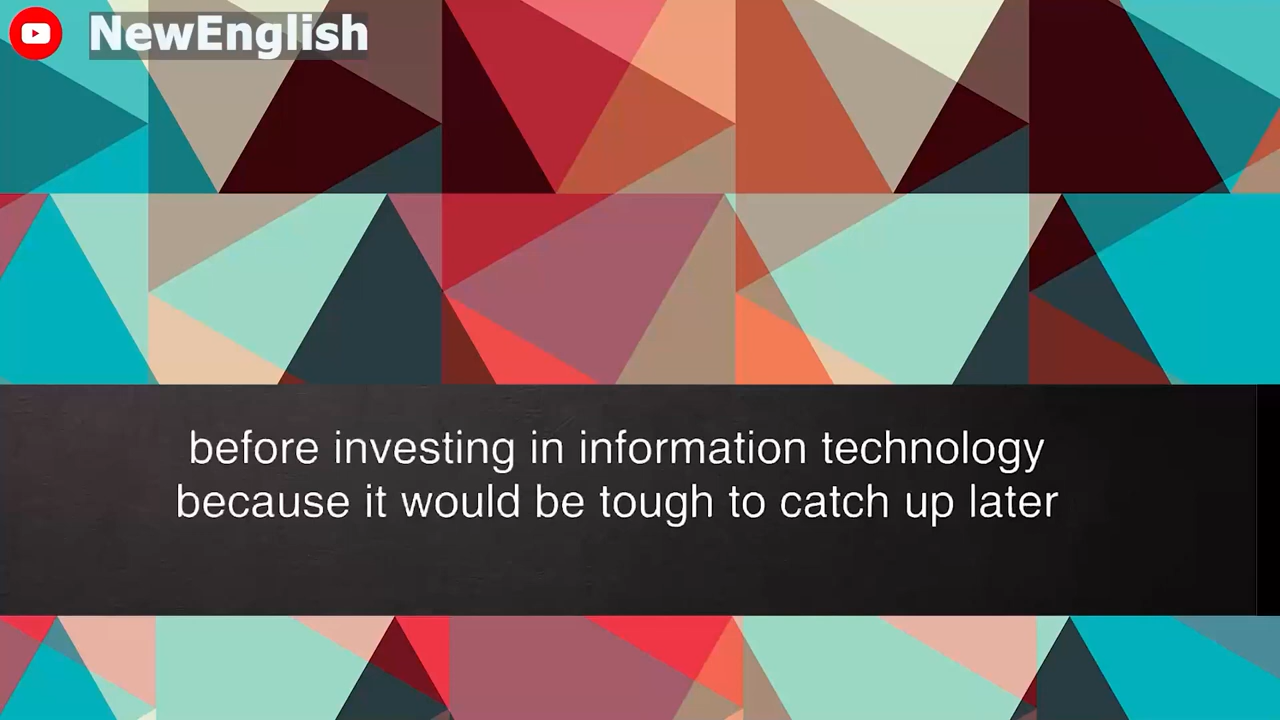 NewEnglish
before investing in information technology
because it would be tough to catch up later